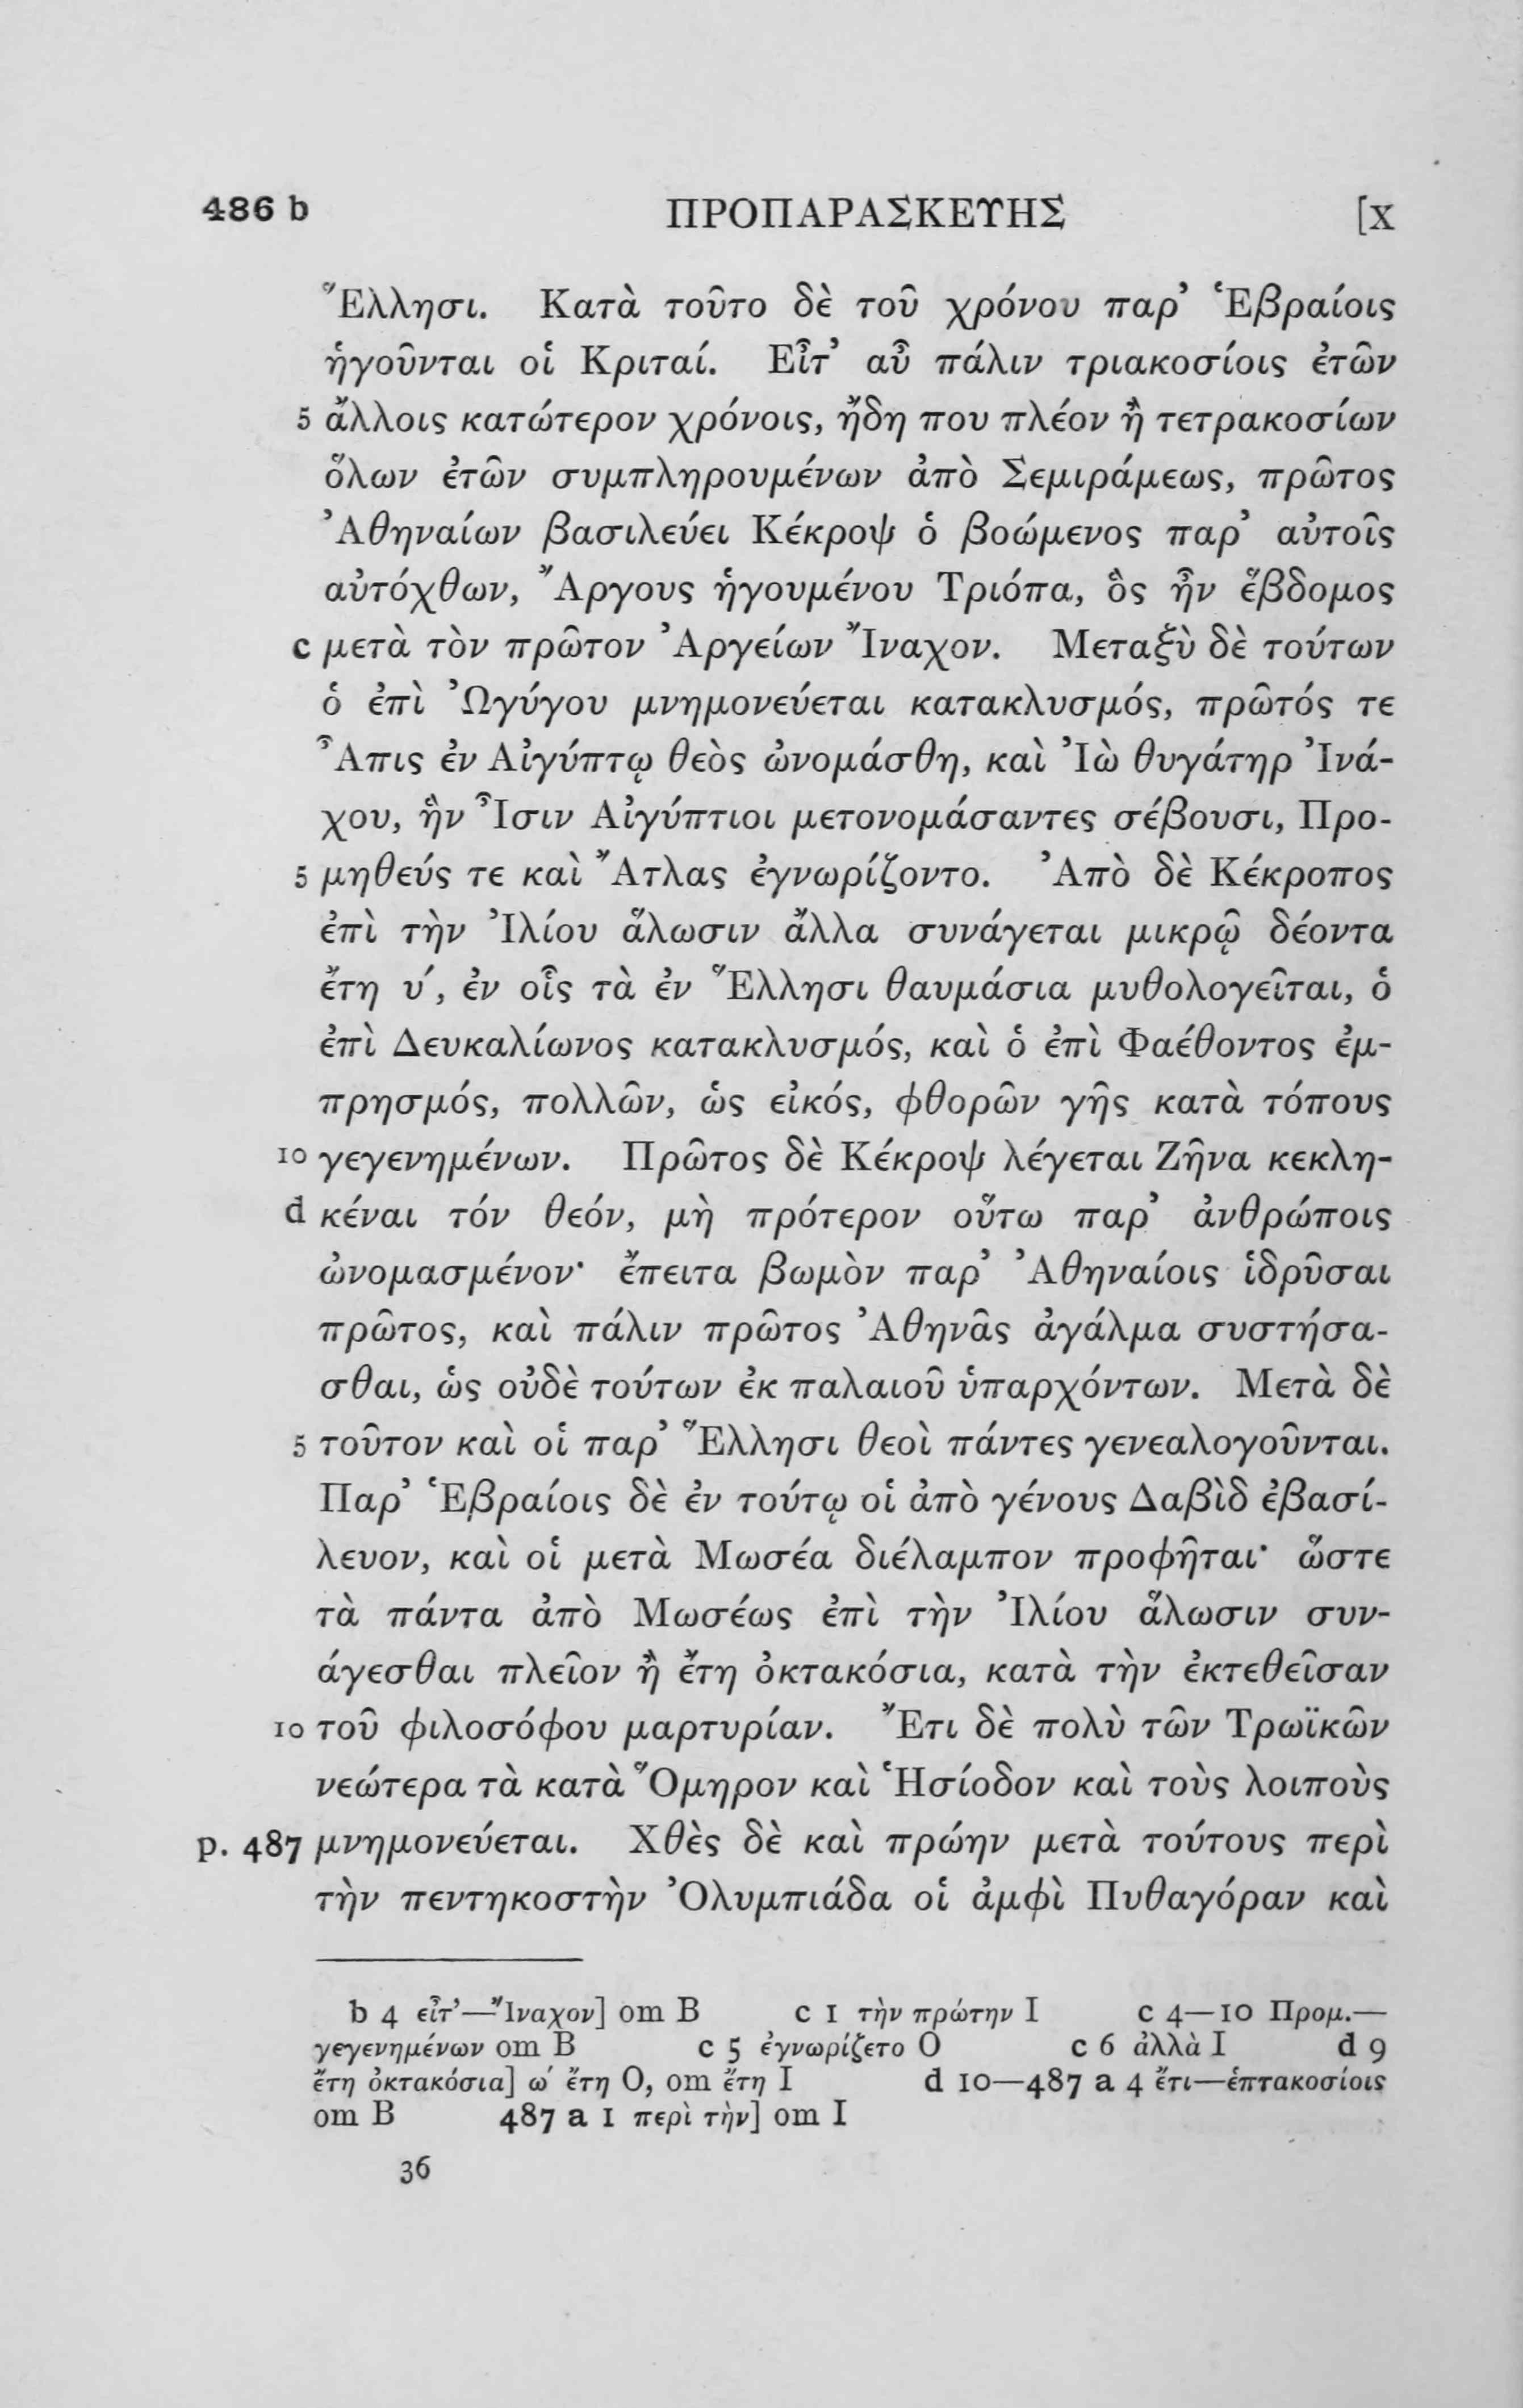 486 b ΠΡΟΠΑΡΑΣΚΕΥΗΣ [X
Ἕλλησι. Κατὰ τοῦτο δὲ τοῦ χρόνου παρ’ Ἑβραίοις
ἡγοῦνται οἱ Κριταί. Εἶτ’ αὖ πάλιν τριακοσίοις ἐτῶν
5 ἄλλοις κατώτερον χρόνοις, ἤδη που πλέον ἢ τετρακοσίων
ὅλων ἐτῶν συμπληρουμένων ἀπὸ Σεμιράμεως, πρῶτος
Ἀθηναίων βασιλεύει Κέκροψ ὁ βοώμενος παρ’ αὐτοῖς
αὐτόχθων, Ἄργους ἡγουμένου Τριόπα, ὃς ἦν ἕβδομος
c μετὰ τὸν πρῶτον Ἀργείων Ἴναχον. Μεταξὺ δὲ τούτων
ὁ ἐπὶ Ὠγύγου μνημονεύεται κατακλυσμός, πρῶτός τε
Ἆπις ἐν Αἰγύπτῳ θεὸς ὠνομάσθη, καὶ Ἰὼ θυγάτηρ Ἰνά-
χου, ἣν Ἶσιν Αἰγύπτιοι μετονομάσαντες σέβουσι, Προ-
5 μηθεύς τε καὶ Ἄτλας ἐγνωρίζοντο. Ἀπὸ δὲ Κέκροπος
ἐπὶ τὴν Ἰλίου ἅλωσιν ἄλλα συνάγεται μικρῷ δέοντα
ἔτη υ′, ἐν οἷς τὰ ἐν Ἕλλησι θαυμάσια μυθολογεῖται, ὁ
ἐπὶ Δευκαλίωνος κατακλυσμός, καὶ ὁ ἐπὶ Φαέθοντος ἐμ-
πρησμός, πολλῶν, ὡς εἰκός, φθορῶν γῆς κατὰ τόπους
10 γεγενημένων. Πρῶτος δὲ Κέκροψ λέγεται Ζῆνα κεκλη-
d κέναι τόν θεόν, μὴ πρότερον οὕτω παρ’ ἀνθρώποις
ὠνομασμένον· ἔπειτα βωμὸν παρ’ Ἀθηναίοις ἱδρῦσαι
πρῶτος, καὶ πάλιν πρῶτος Ἀθηνᾶς ἀγάλμα συστήσα-
σθαι, ὡς οὐδὲ τούτων ἐκ παλαιοῦ ὑπαρχόντων. Μετὰ δὲ
5 τοῦτον καὶ οἱ παρ’ Ἕλλησι θεοὶ πάντες γενεαλογοῦνται.
Παρ’ Ἑβραίοις δὲ ἐν τούτῳ οἱ ἀπὸ γένους Δαβὶδ ἐβασί-
λευον, καὶ οἱ μετὰ Μωσέα διέλαμπον προφῆται· ὥστε
τὰ πάντα ἀπὸ Μωσέως ἐπὶ τὴν Ἰλίου ἅλωσιν συν-
άγεσθαι πλεῖον ἢ ἔτη ὀκτακόσια, κατὰ τὴν ἐκτεθεῖσαν
10 τοῦ φιλοσόφου μαρτυρίαν. Ἔτι δὲ πολὺ τῶν Τρωϊκῶν
νεώτερα τὰ κατὰ Ὅμηρον καὶ Ἡσίοδον καὶ τοὺς λοιποὺς
p. 487 μνημονεύεται. Χθὲς δὲ καὶ πρώην μετὰ τούτους περὶ
τὴν πεντηκοστὴν Ὀλυμπιάδα οἱ ἀμφὶ Πυθαγόραν καὶ
b 4 εἶτ’—Ἴναχον] om B c 1 τὴν πρώτην I c 4—10 Προμ.—
γεγενημένων om B c 5 ἐγνωρίζετο O c 6 ἀλλὰ I d 9
ἔτη ὀκτακόσια] ω′ ἔτη O, om ἔτη I d 10—487 a 4 ἔτι—ἑπτακοσίοις
om B 487 a 1 περὶ τὴν] om I
36